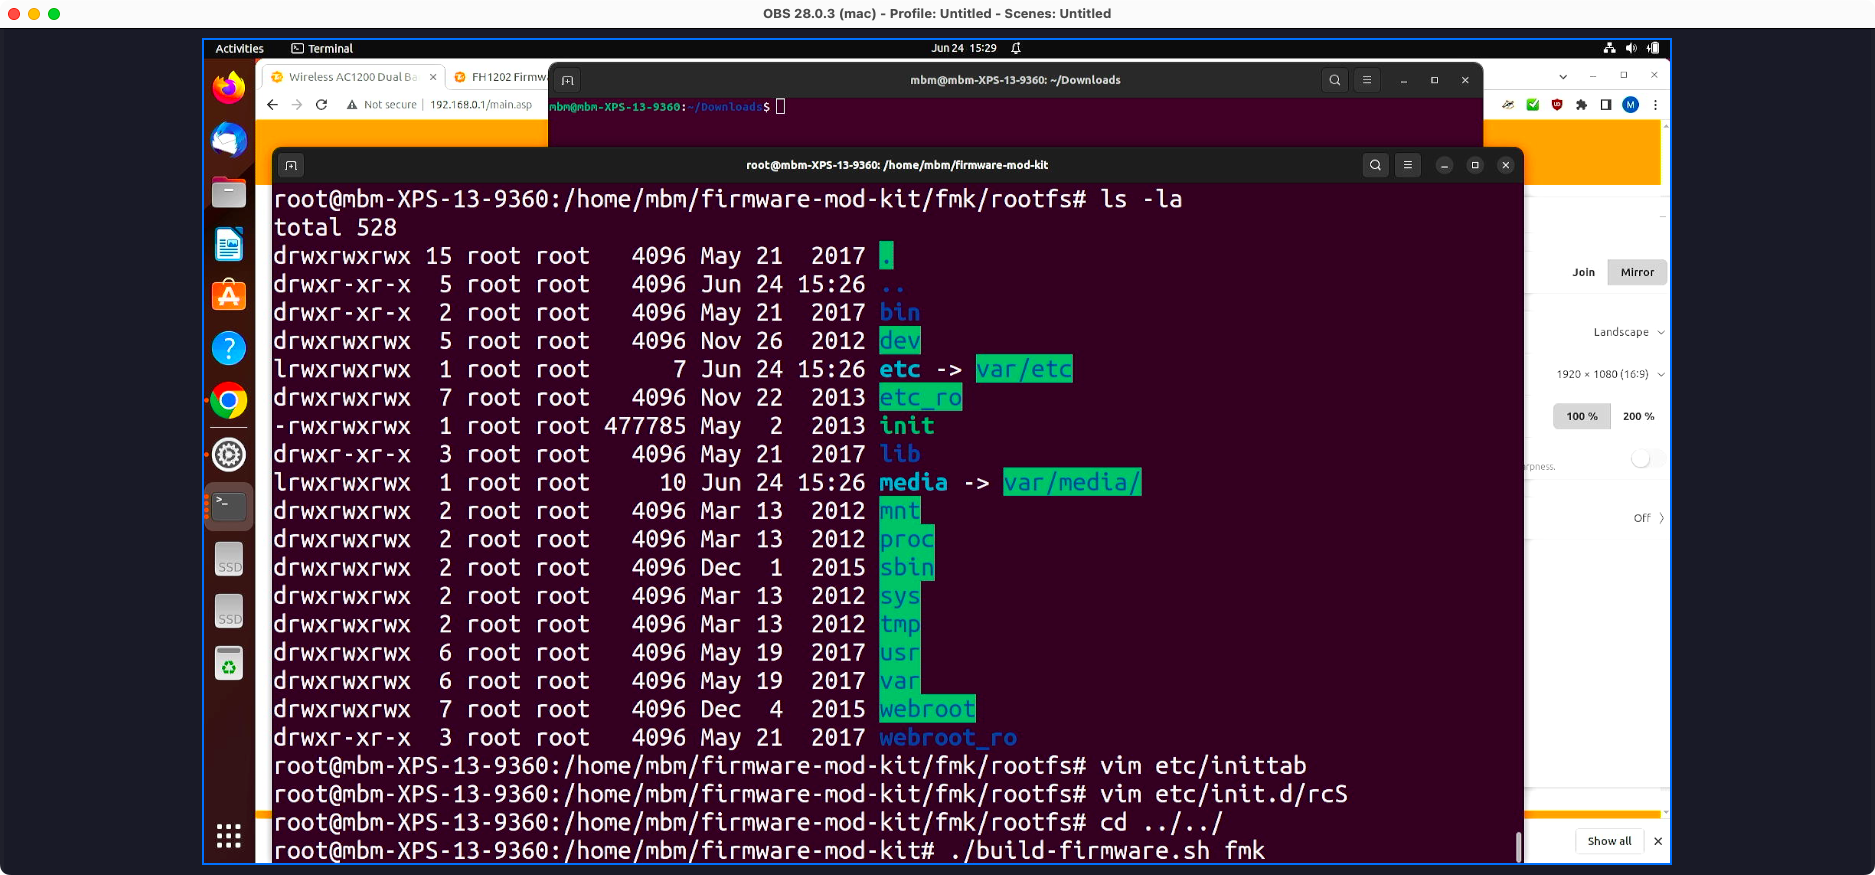 OBS 28.0.3 (mac) - Profile: Untitled - Scenes: Untitled
Activities
Terminal
Jun 24 15:29
Wireless AC1200 Dual Ba
FH1202 Firmw
Not secure
192.168.0.1/main.asp
M
mbm@mbm-XPS-13-9360: ~/Downloads
mbm@mbm-XPS-13-9360:~/Downloads$
root@mbm-XPS-13-9360: /home/mbm/firmware-mod-kit
root@mbm-XPS-13-9360:/home/mbm/firmware-mod-kit/fmk/rootfs# ls -la
total 528
drwxrwxrwx 15 root root 4096 May 21 2017 .
drwxr-xr-x 5 root root 4096 Jun 24 15:26 ..
drwxr-xr-x 2 root root 4096 May 21 2017 bin
drwxrwxrwx 5 root root 4096 Nov 26 2012 dev
lrwxrwxrwx 1 root root 7 Jun 24 15:26 etc -> var/etc
drwxrwxrwx 7 root root 4096 Nov 22 2013 etc_ro
-rwxrwxrwx 1 root root 477785 May 2 2013 init
drwxr-xr-x 3 root root 4096 May 21 2017 lib
lrwxrwxrwx 1 root root 10 Jun 24 15:26 media -> var/media/
drwxrwxrwx 2 root root 4096 Mar 13 2012 mnt
drwxrwxrwx 2 root root 4096 Mar 13 2012 proc
drwxrwxrwx 2 root root 4096 Dec 1 2015 sbin
drwxrwxrwx 2 root root 4096 Mar 13 2012 sys
drwxrwxrwx 2 root root 4096 Mar 13 2012 tmp
drwxrwxrwx 6 root root 4096 May 19 2017 usr
drwxrwxrwx 6 root root 4096 May 19 2017 var
drwxrwxrwx 7 root root 4096 Dec 4 2015 webroot
drwxr-xr-x 3 root root 4096 May 21 2017 webroot_ro
root@mbm-XPS-13-9360:/home/mbm/firmware-mod-kit/fmk/rootfs# vim etc/inittab
root@mbm-XPS-13-9360:/home/mbm/firmware-mod-kit/fmk/rootfs# vim etc/init.d/rcS
root@mbm-XPS-13-9360:/home/mbm/firmware-mod-kit/fmk/rootfs# cd ../../
root@mbm-XPS-13-9360:/home/mbm/firmware-mod-kit# ./build-firmware.sh fmk
Join
Mirror
Landscape
1920 × 1080 (16:9)
100 %
200 %
arpness.
Off
Show all
SSD
SSD